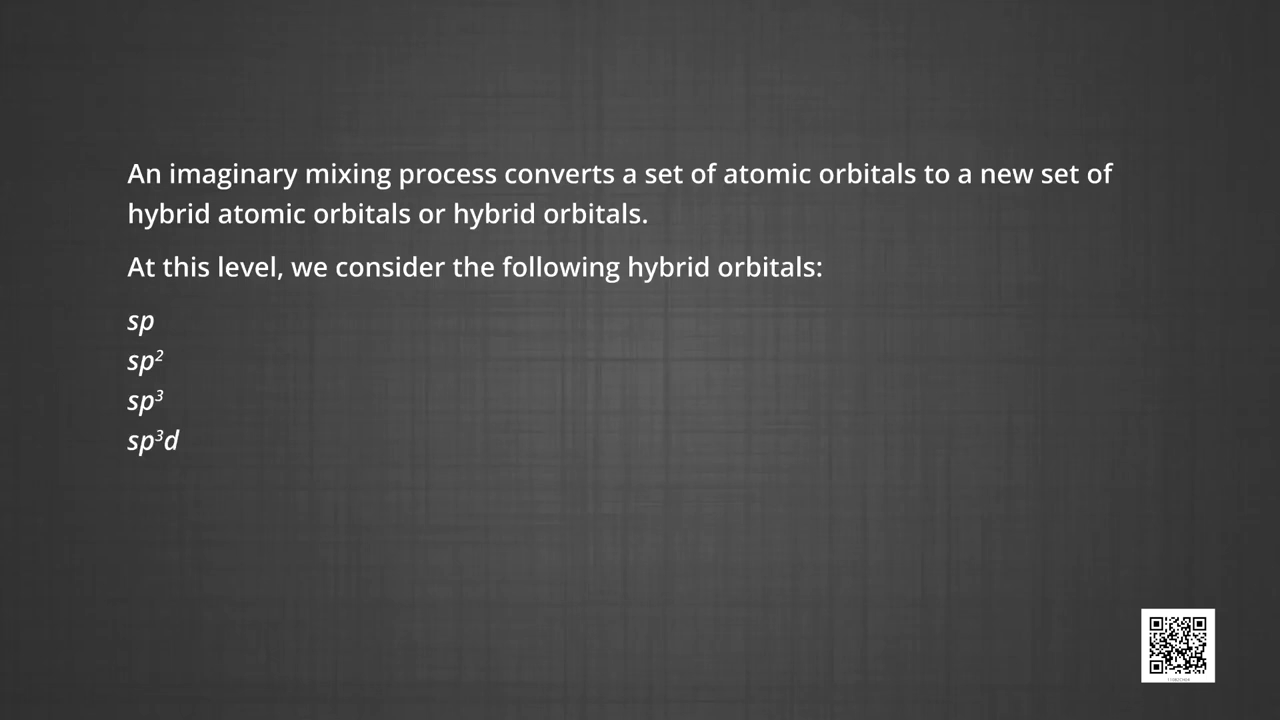 An imaginary mixing process converts a set of atomic orbitals to a new set of
hybrid atomic orbitals or hybrid orbitals.
At this level, we consider the following hybrid orbitals:
sp
sp²
sp³
sp³d